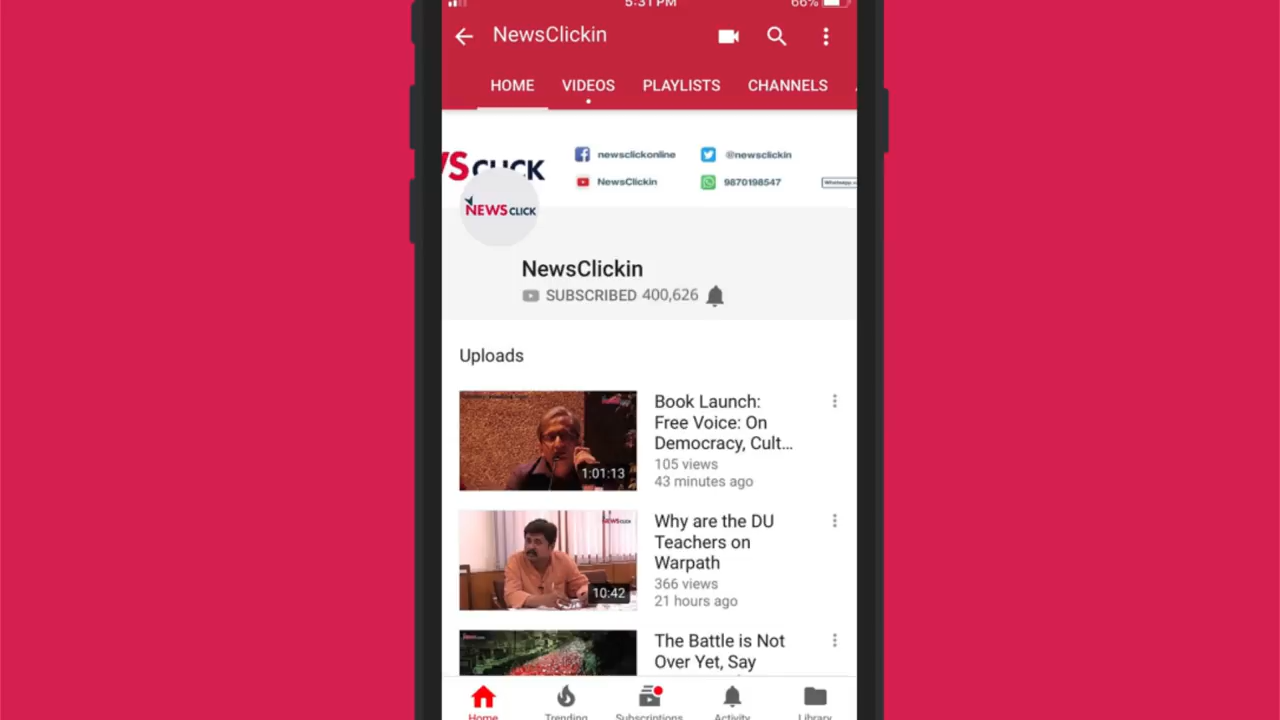 5:31 PM
66%
NewsClickin
HOME VIDEOS PLAYLISTS CHANNELS
CLICK
newsclickonline
@newsclickin
NewsClickin
9870198547
Whatsapp
NEWS CLICK
NewsClickin
SUBSCRIBED 400,626
Uploads
Book Launch:
Free Voice: On
Democracy, Cult...
105 views
43 minutes ago
1:01:13
Why are the DU
Teachers on
Warpath
366 views
21 hours ago
NEWSCLICK
10:42
The Battle is Not
Over Yet, Say
Home Trending Subscriptions Activity Library